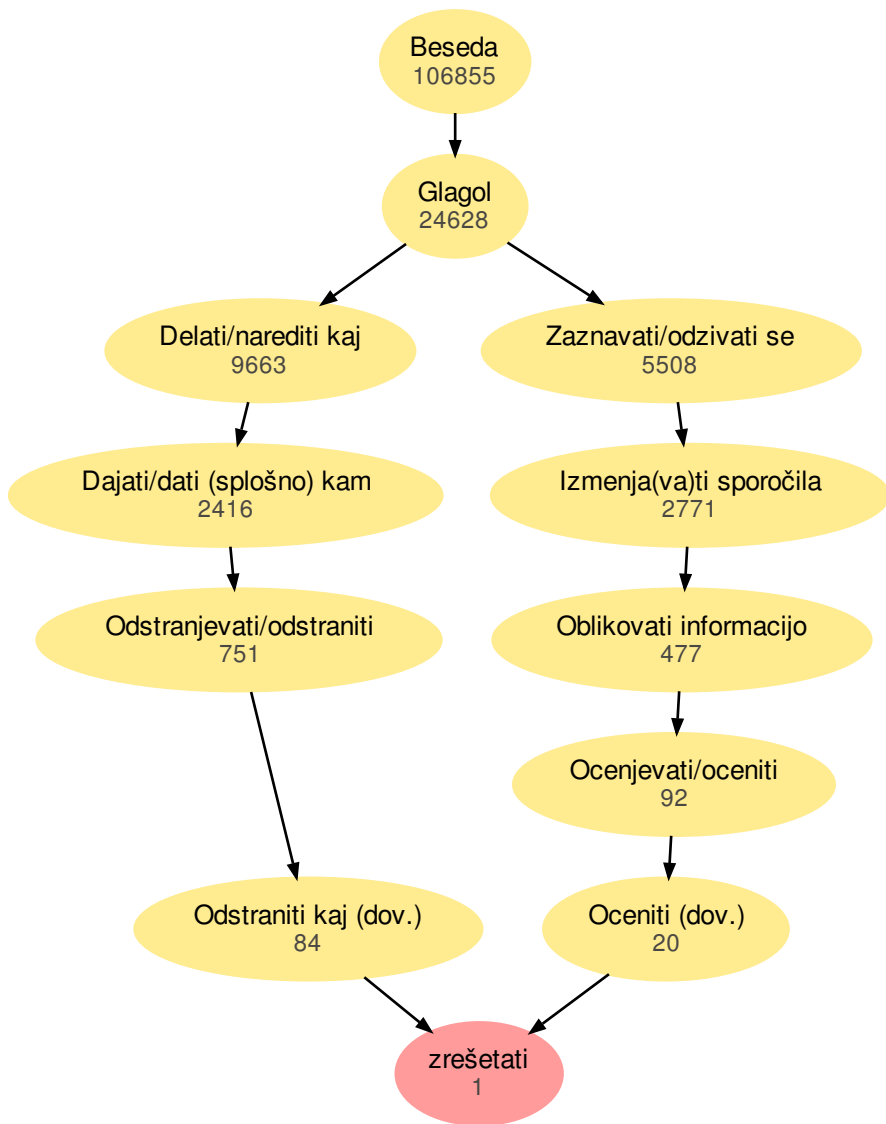 Beseda
106855
Glagol
24628
Delati/narediti kaj
9663
Zaznavati/odzivati se
5508
Dajati/dati (splošno) kam
2416
Izmenja(va)ti sporočila
2771
Odstranjevati/odstraniti
751
Oblikovati informacijo
477
Ocenjevati/oceniti
92
Odstraniti kaj (dov.)
84
Oceniti (dov.)
20
zrešetati
1